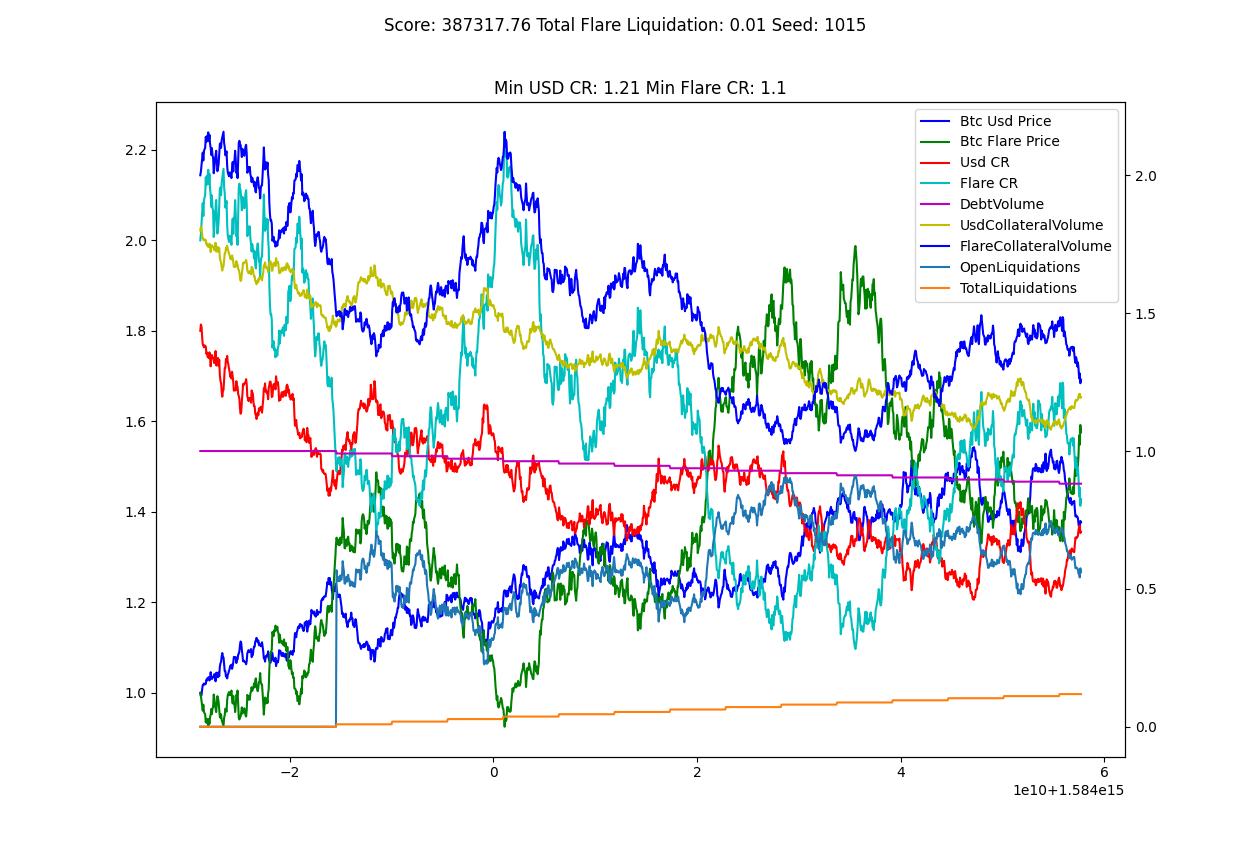 Score: 387317.76 Total Flare Liquidation: 0.01 Seed: 1015
Min USD CR: 1.21 Min Flare CR: 1.1
Btc Usd Price
Btc Flare Price
Usd CR
Flare CR
DebtVolume
UsdCollateralVolume
FlareCollateralVolume
OpenLiquidations
TotalLiquidations
2.2
2.0
1.8
1.6
1.4
1.2
1.0
2.0
1.5
1.0
0.5
0.0
−2 0 2 4 6
1e10+1.584e15